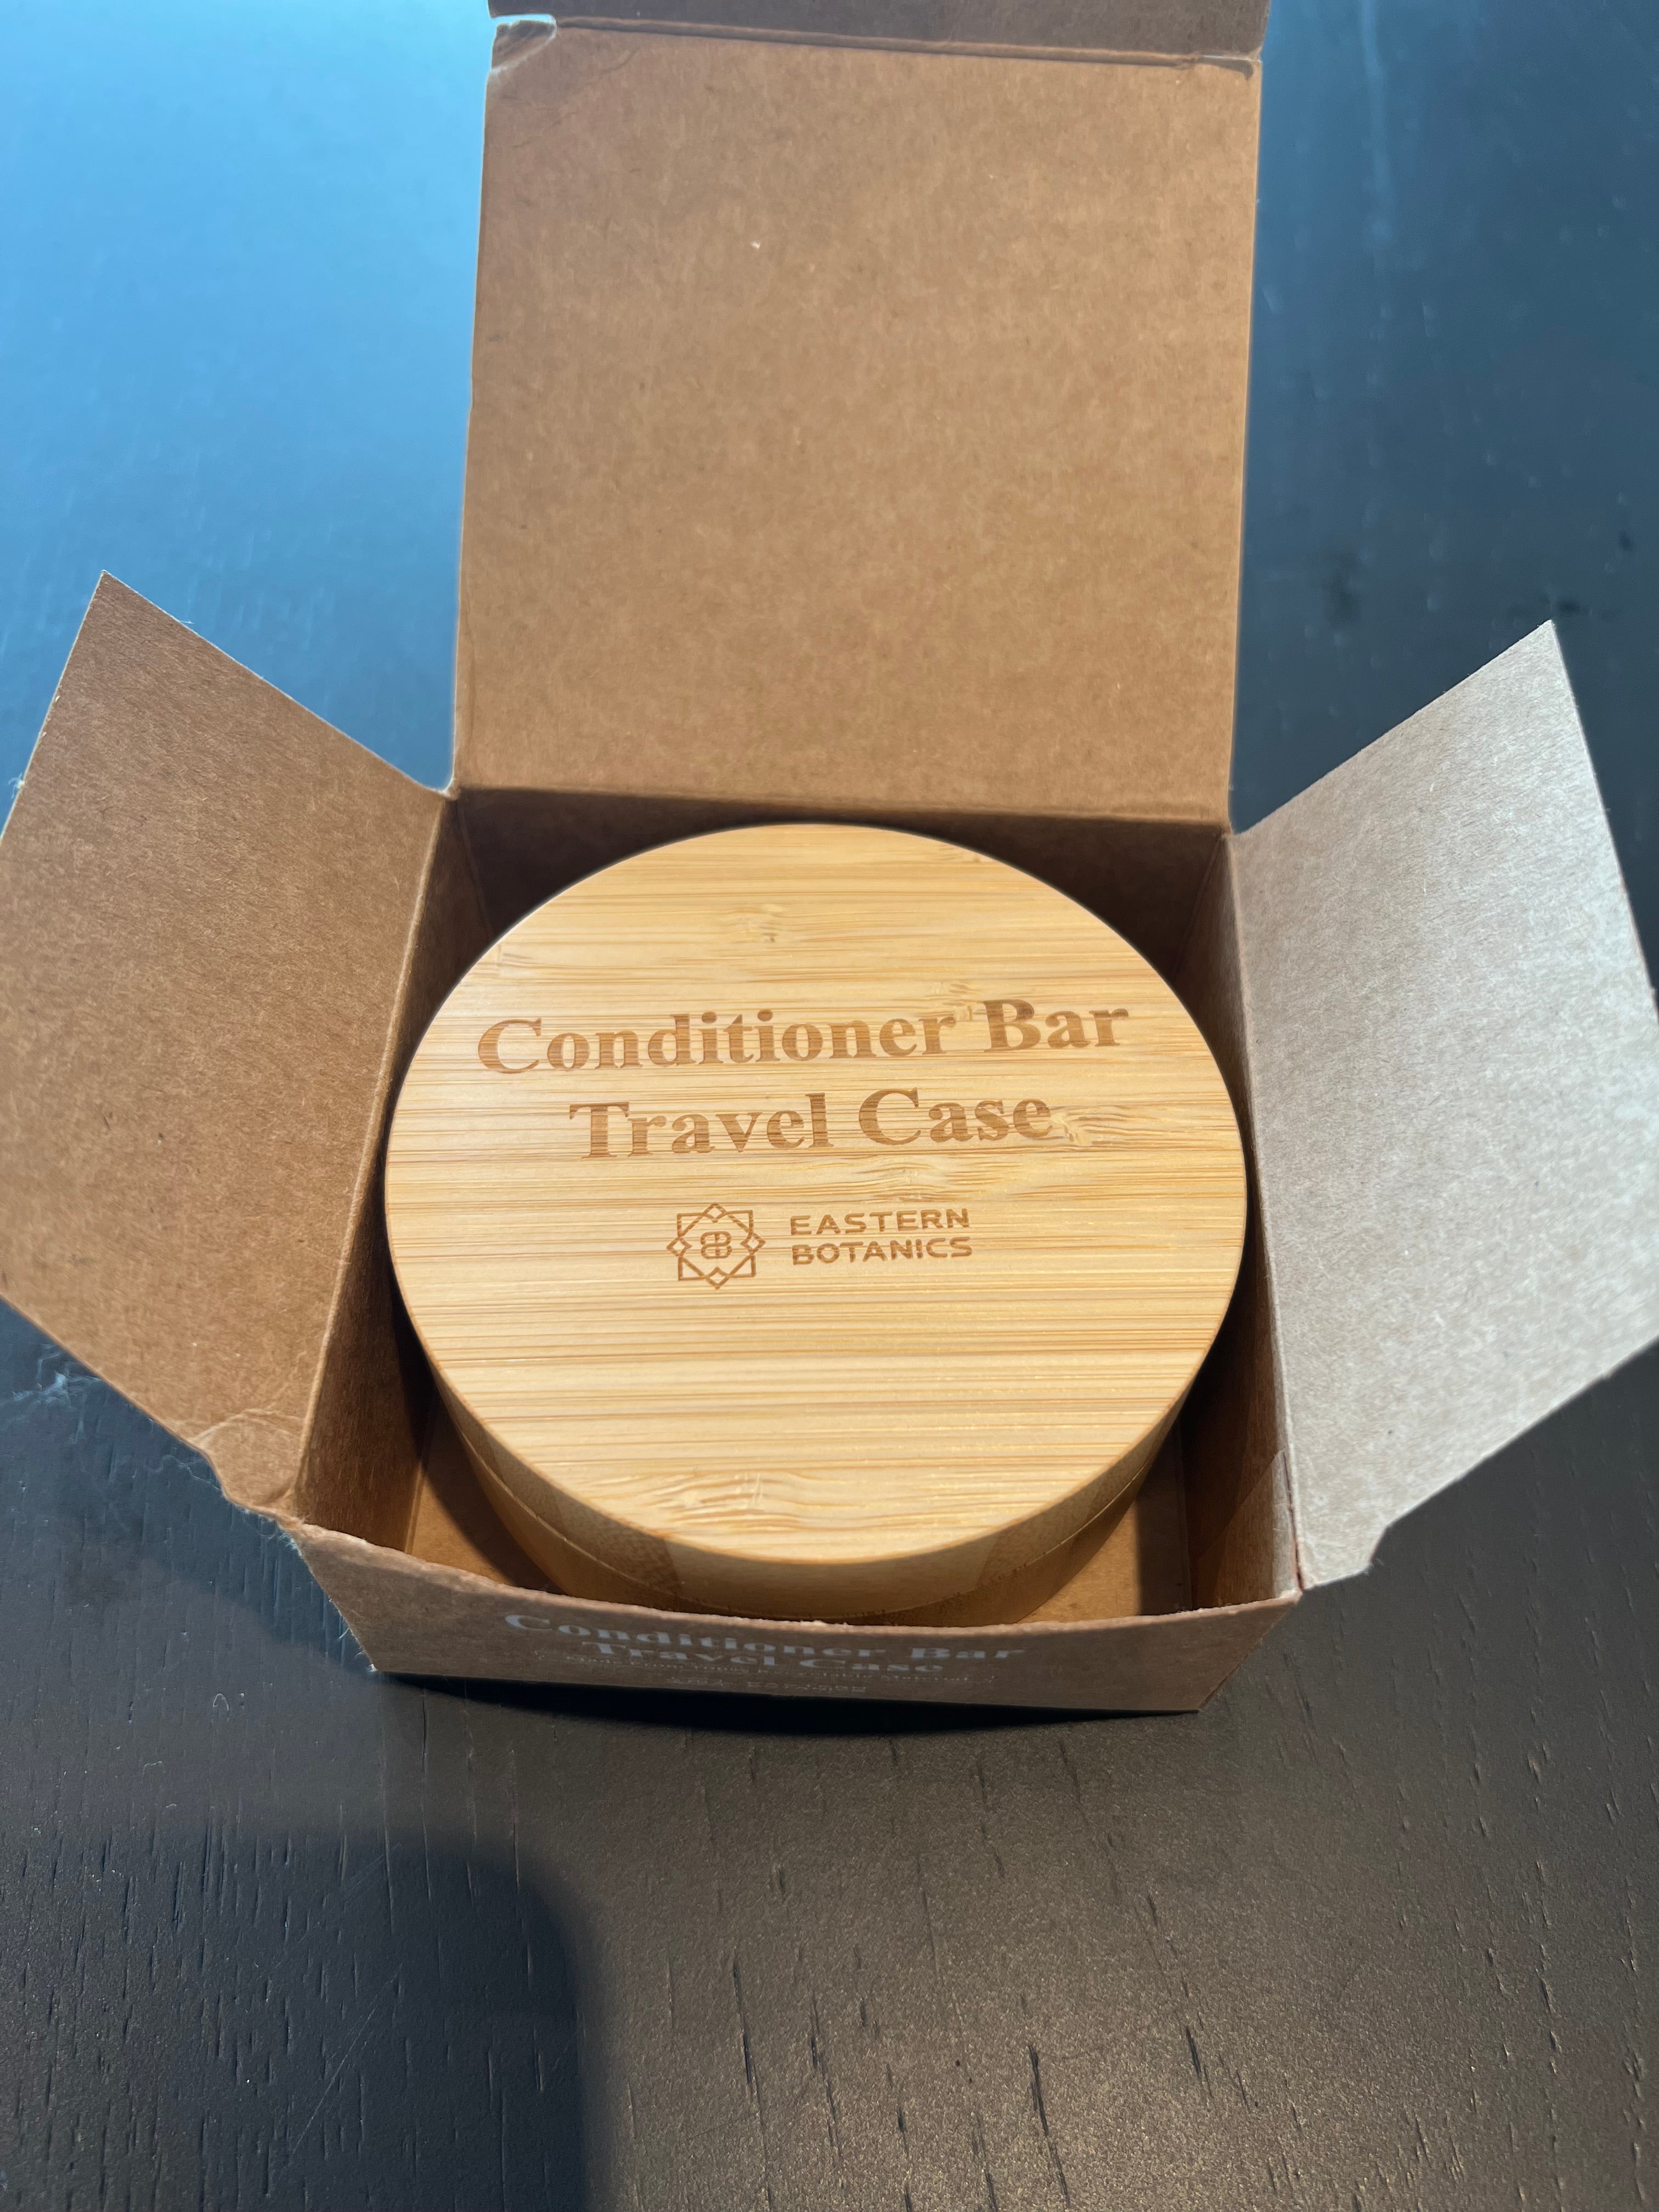 Conditioner Bar
Travel Case
EASTERN
BOTANICS
Conditioner Bar
Travel Case